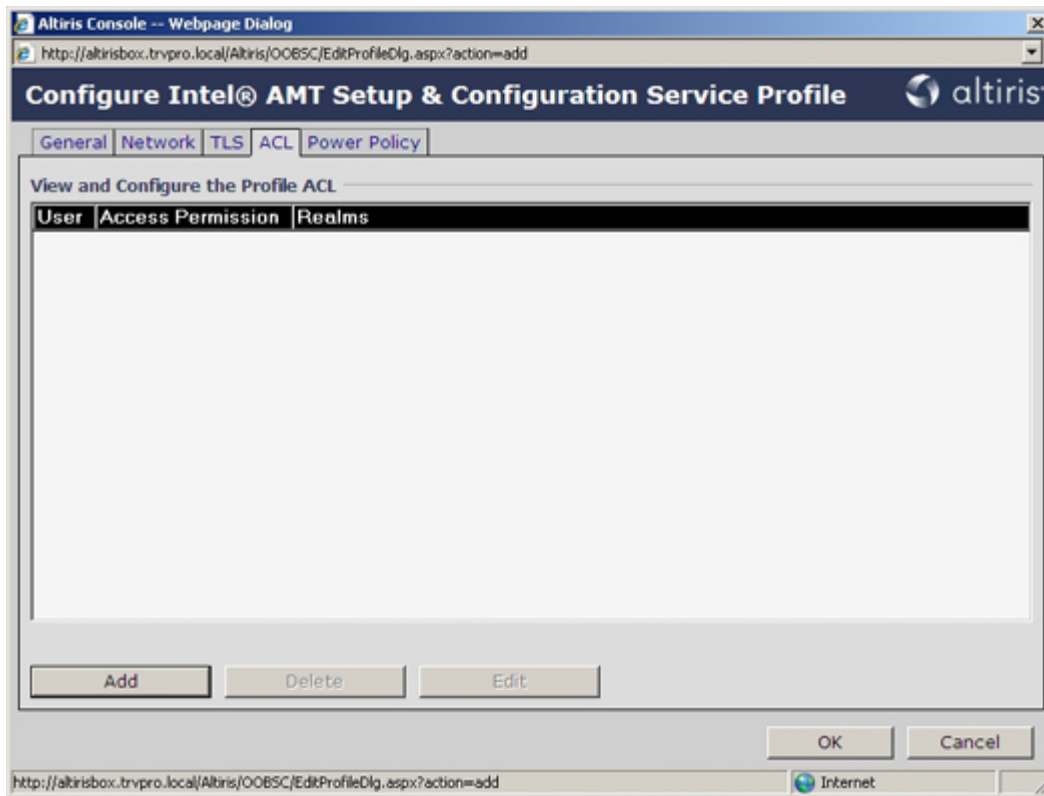 Altiris Console -- Webpage Dialog
http://altirisbox.trvpro.local/Altiris/OOBSC/EditProfileDlg.aspx?action=add
Configure Intel® AMT Setup & Configuration Service Profile altiris
General Network TLS ACL Power Policy
View and Configure the Profile ACL
User Access Permission Realms
Add Delete Edit
OK Cancel
http://altirisbox.trvpro.local/Altiris/OOBSC/EditProfileDlg.aspx?action=add Internet